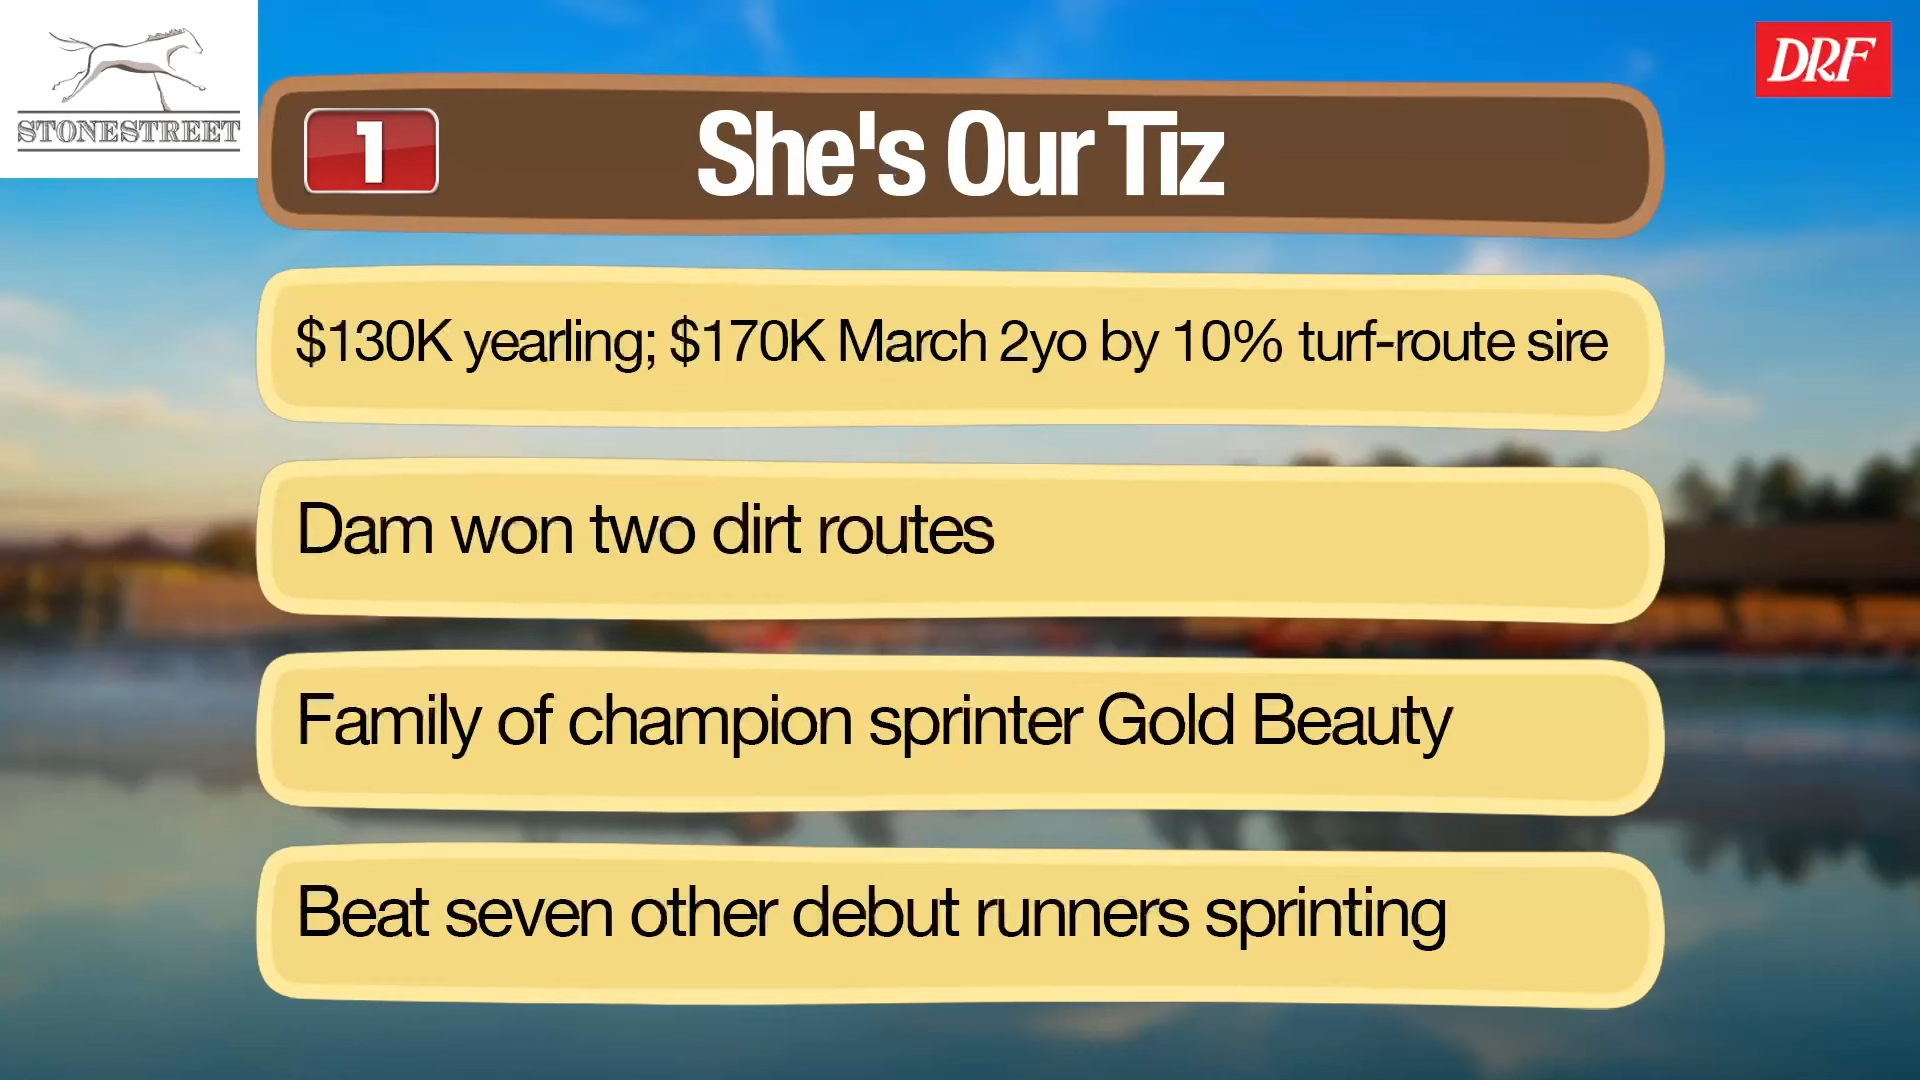 STONESTREET
DRF
1
She's Our Tiz
$130K yearling; $170K March 2yo by 10% turf-route sire
Dam won two dirt routes
Family of champion sprinter Gold Beauty
Beat seven other debut runners sprinting